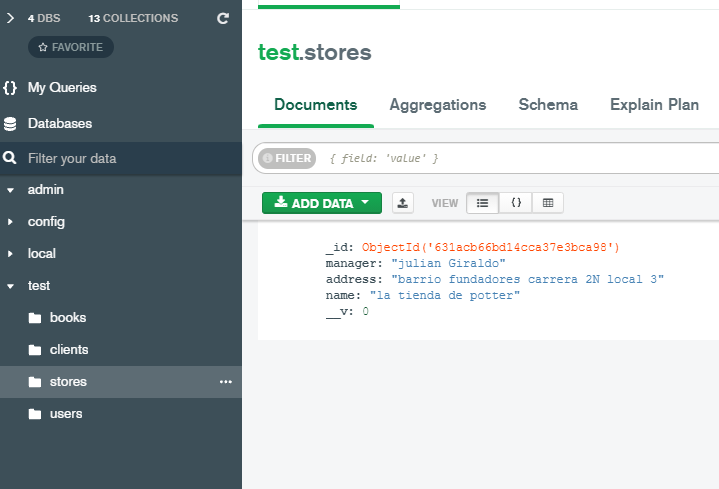 4 DBS 13 COLLECTIONS
FAVORITE
{} My Queries
Databases
Filter your data
admin
config
local
test
books
clients
stores ...
users
test.stores
Documents Aggregations Schema Explain Plan
FILTER { field: 'value' }
ADD DATA VIEW {}
_id: ObjectId('631acb66bd14cca37e3bca98')
manager: "julian Giraldo"
address: "barrio fundadores carrera 2N local 3"
name: "la tienda de potter"
__v: 0